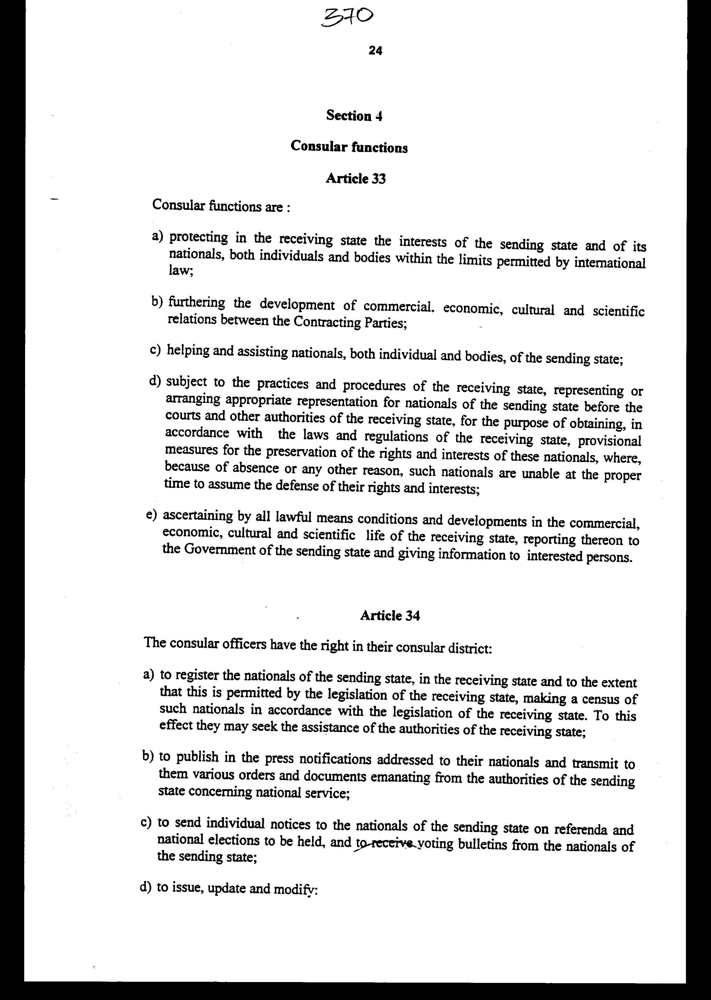 370
24
Section 4
Consular functions
Article 33
Consular functions are :
a) protecting in the receiving state the interests of the sending state and of its
nationals, both individuals and bodies within the limits permitted by international
law;
b) furthering the development of commercial, economic, cultural and scientific
relations between the Contracting Parties;
c) helping and assisting nationals, both individual and bodies, of the sending state;
d) subject to the practices and procedures of the receiving state, representing or
arranging appropriate representation for nationals of the sending state before the
courts and other authorities of the receiving state, for the purpose of obtaining, in
accordance with the laws and regulations of the receiving state, provisional
measures for the preservation of the rights and interests of these nationals, where,
because of absence or any other reason, such nationals are unable at the proper
time to assume the defense of their rights and interests;
e) ascertaining by all lawful means conditions and developments in the commercial,
economic, cultural and scientific life of the receiving state, reporting thereon to
the Government of the sending state and giving information to interested persons.
Article 34
The consular officers have the right in their consular district:
a) to register the nationals of the sending state, in the receiving state and to the extent
that this is permitted by the legislation of the receiving state, making a census of
such nationals in accordance with the legislation of the receiving state. To this
effect they may seek the assistance of the authorities of the receiving state;
b) to publish in the press notifications addressed to their nationals and transmit to
them various orders and documents emanating from the authorities of the sending
state concerning national service;
c) to send individual notices to the nationals of the sending state on referenda and
national elections to be held, and to receive voting bulletins from the nationals of
the sending state;
d) to issue, update and modify: